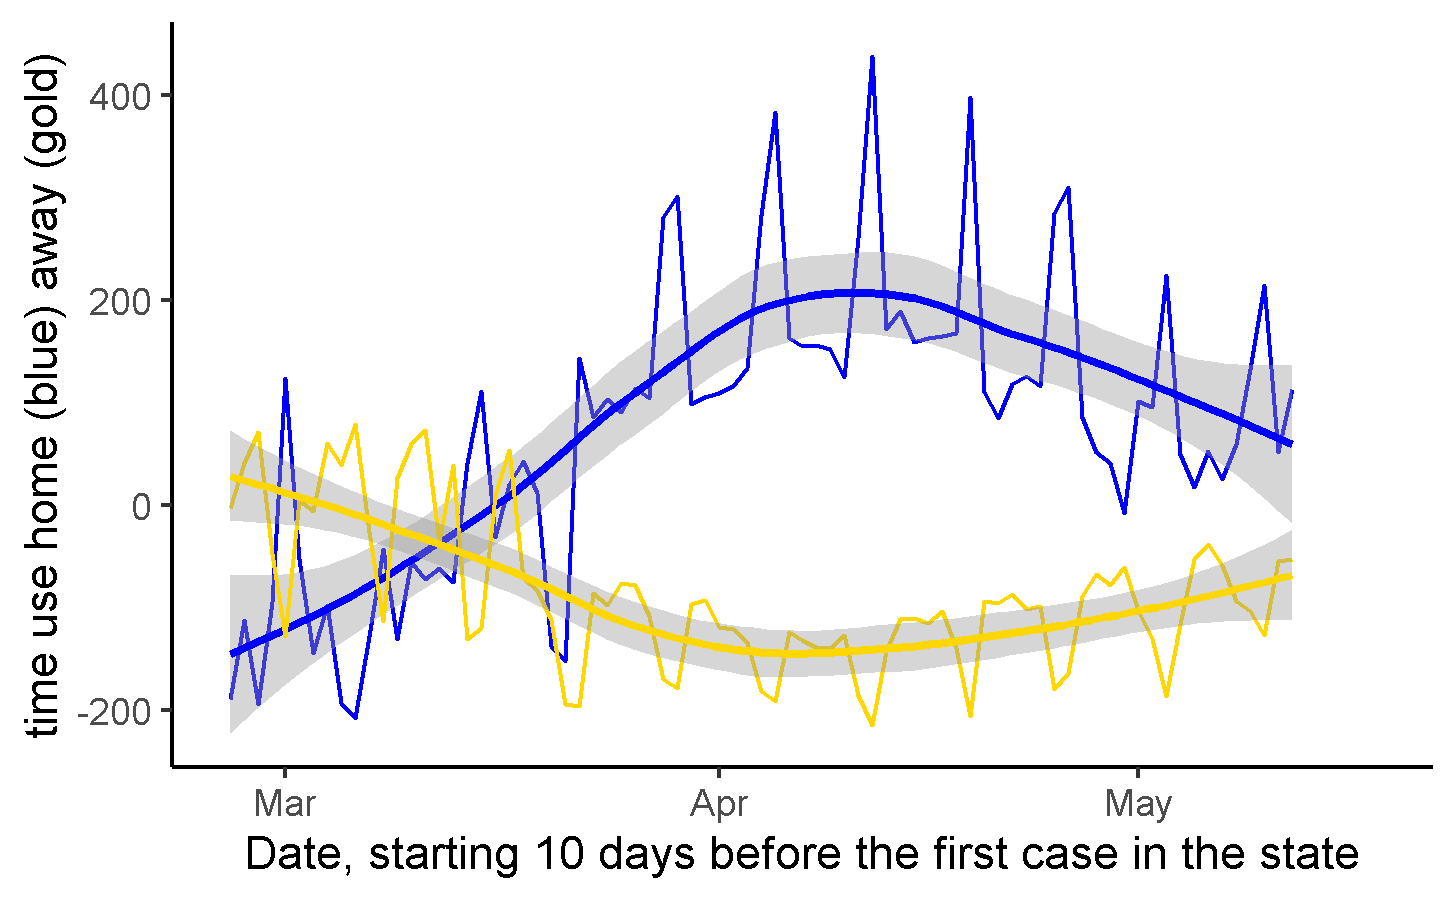 time use home (blue) away (gold)
400
200
0
-200
Mar Apr May
Date, starting 10 days before the first case in the state